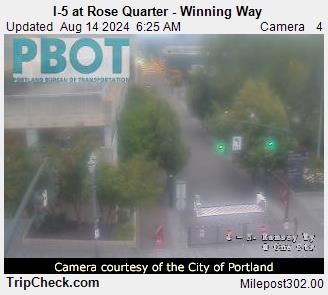 I-5 at Rose Quarter - Winning Way
Updated Aug 14 2024 6:25 AM Camera 4
PBOT
PORTLAND BUREAU OF TRANSPORTATION
Camera courtesy of the City of Portland
TripCheck.com Milepost302.00